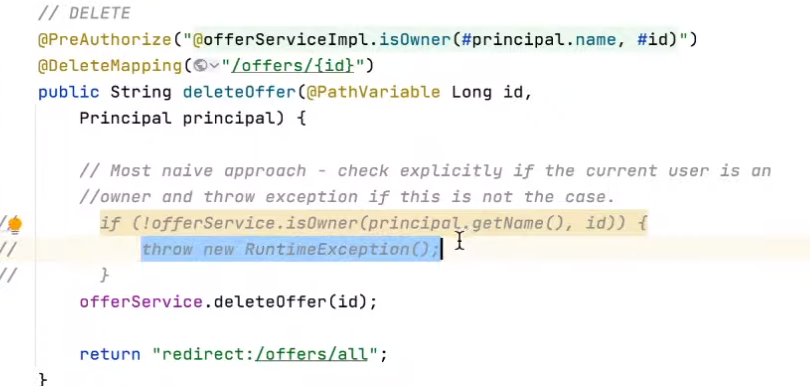 // DELETE
@PreAuthorize("@offerServiceImpl.isOwner(#principal.name, #id)")
@DeleteMapping("/offers/{id}")
public String deleteOffer(@PathVariable Long id,
Principal principal) {
// Most naive approach - check explicitly if the current user is an
//owner and throw exception if this is not the case.
// if (!offerService.isOwner(principal.getName(), id)) {
// throw new RuntimeException();
// }
offerService.deleteOffer(id);
return "redirect:/offers/all";
}